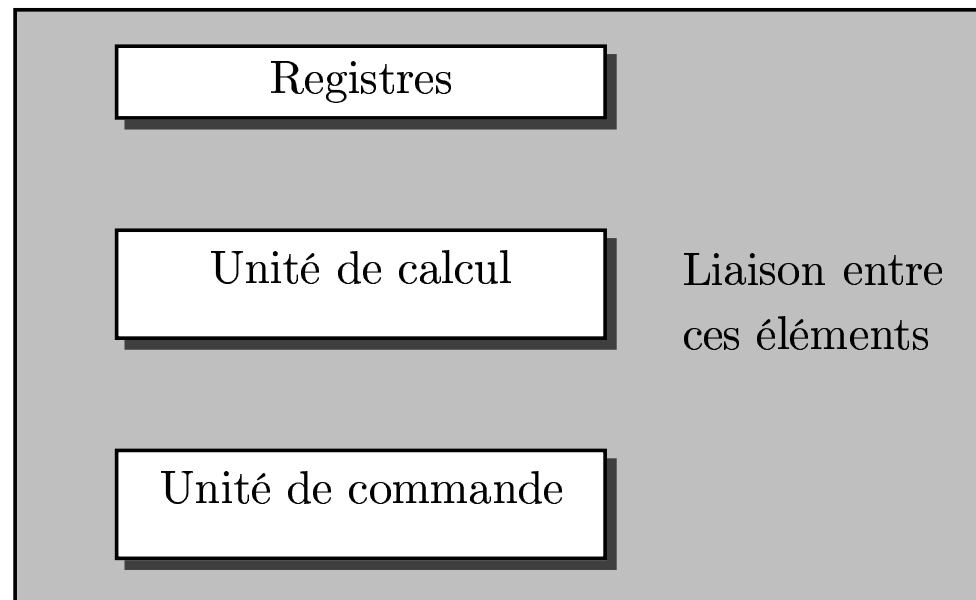 Registres
Unité de calcul
Liaison entre
ces éléments
Unité de commande